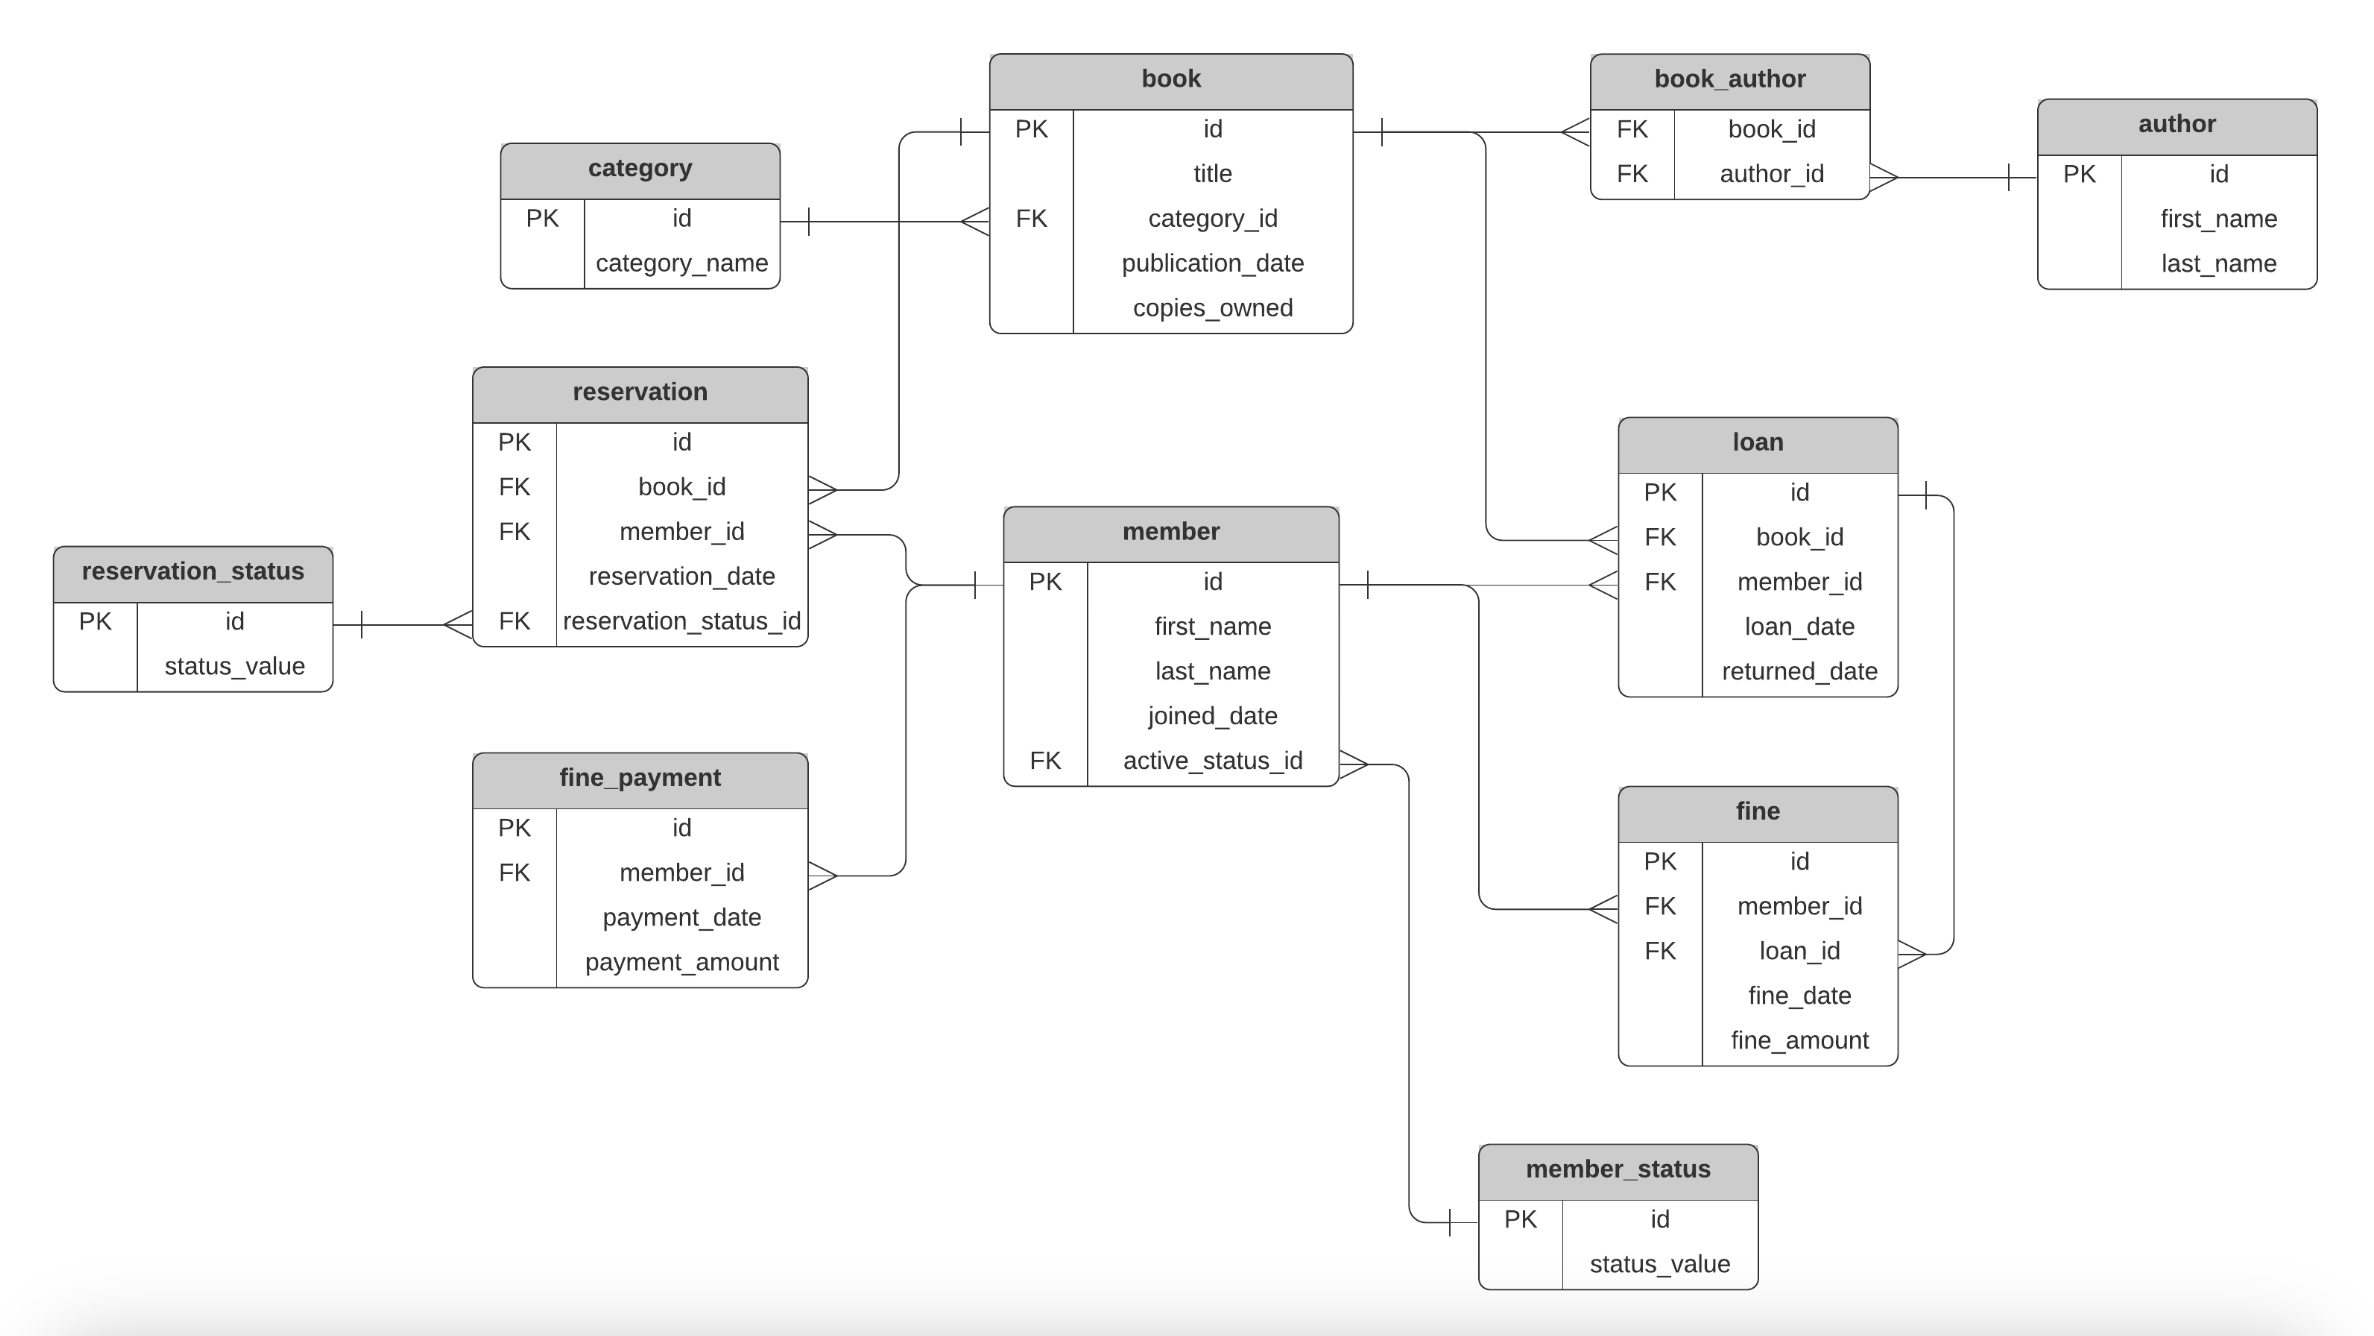 book
PK id
title
FK category_id
publication_date
copies_owned
book_author
FK book_id
FK author_id
author
PK id
first_name
last_name
category
PK id
category_name
reservation
PK id
FK book_id
FK member_id
reservation_date
FK reservation_status_id
loan
PK id
FK book_id
FK member_id
loan_date
returned_date
member
PK id
first_name
last_name
joined_date
FK active_status_id
reservation_status
PK id
status_value
fine_payment
PK id
FK member_id
payment_date
payment_amount
fine
PK id
FK member_id
FK loan_id
fine_date
fine_amount
member_status
PK id
status_value